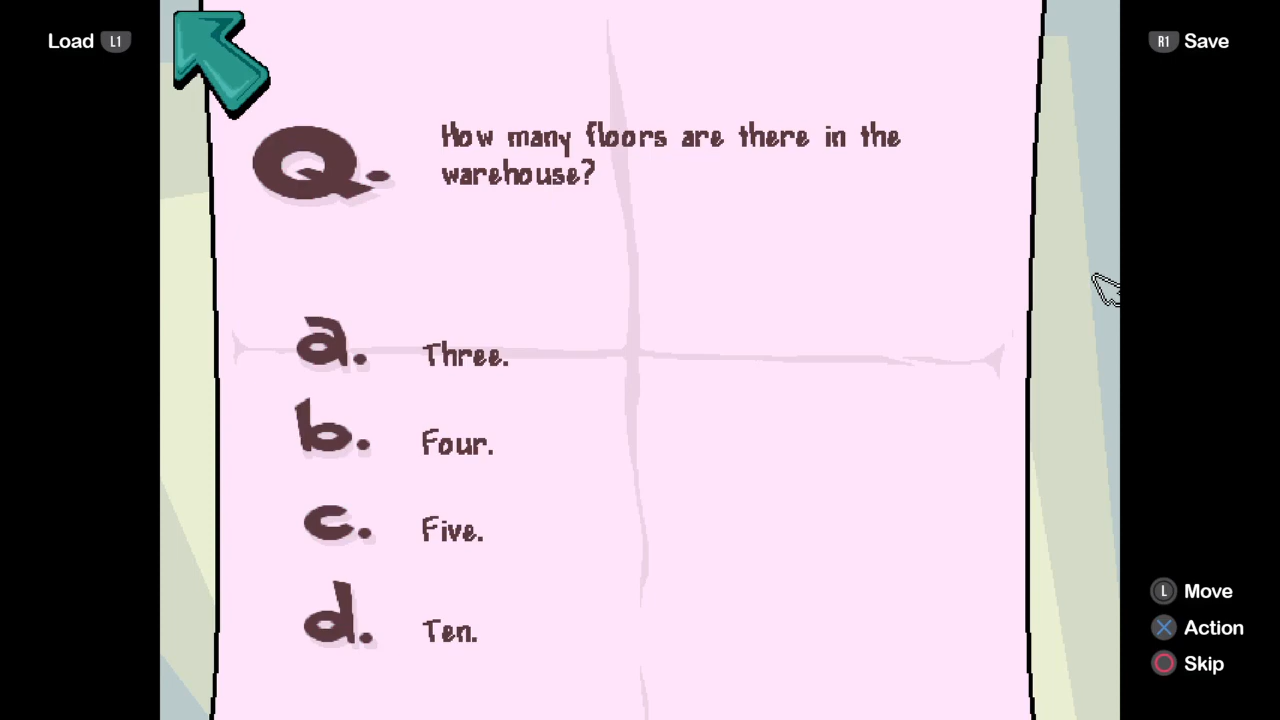 Load L1
R1 Save
Q. How many floors are there in the
warehouse?
a. Three.
b. Four.
c. Five.
d. Ten.
L Move
Action
Skip